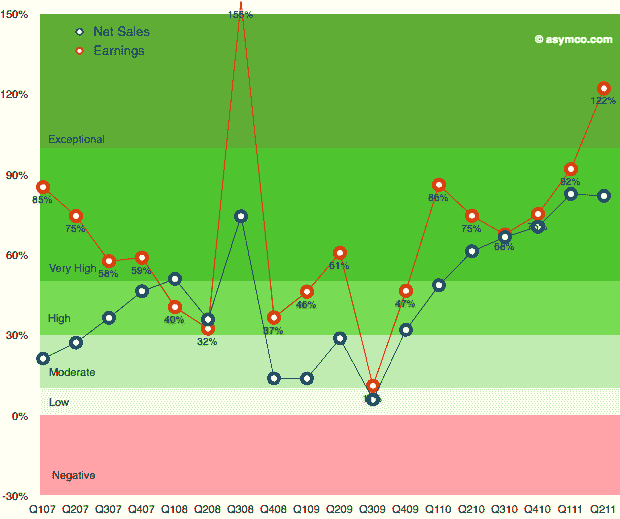 150%
Net Sales
Earnings
© asymco.com
155%
120%
122%
Exceptional
90%
85%
75%
58%
59%
40%
32%
37%
46%
61%
47%
86%
75%
68%
92%
60%
Very High
High
30%
Moderate
Low
0%
Negative
-30%
Q107 Q207 Q307 Q407 Q108 Q208 Q308 Q408 Q109 Q209 Q309 Q409 Q110 Q210 Q310 Q410 Q111 Q211